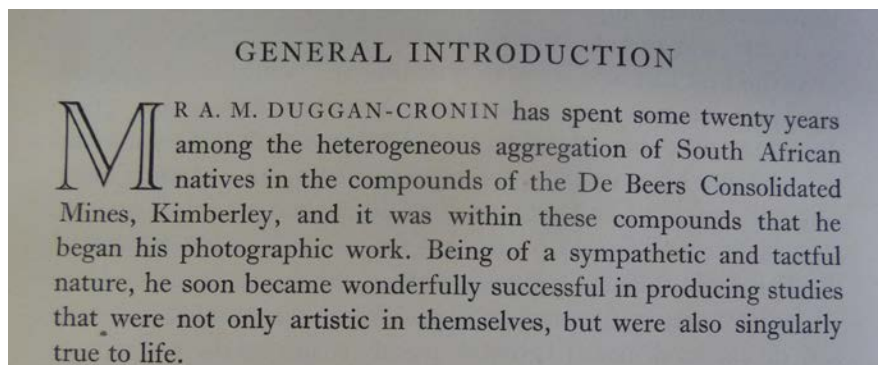 GENERAL INTRODUCTION
MR A. M. DUGGAN-CRONIN has spent some twenty years
among the heterogeneous aggregation of South African
natives in the compounds of the De Beers Consolidated
Mines, Kimberley, and it was within these compounds that he
began his photographic work. Being of a sympathetic and tactful
nature, he soon became wonderfully successful in producing studies
that were not only artistic in themselves, but were also singularly
true to life.